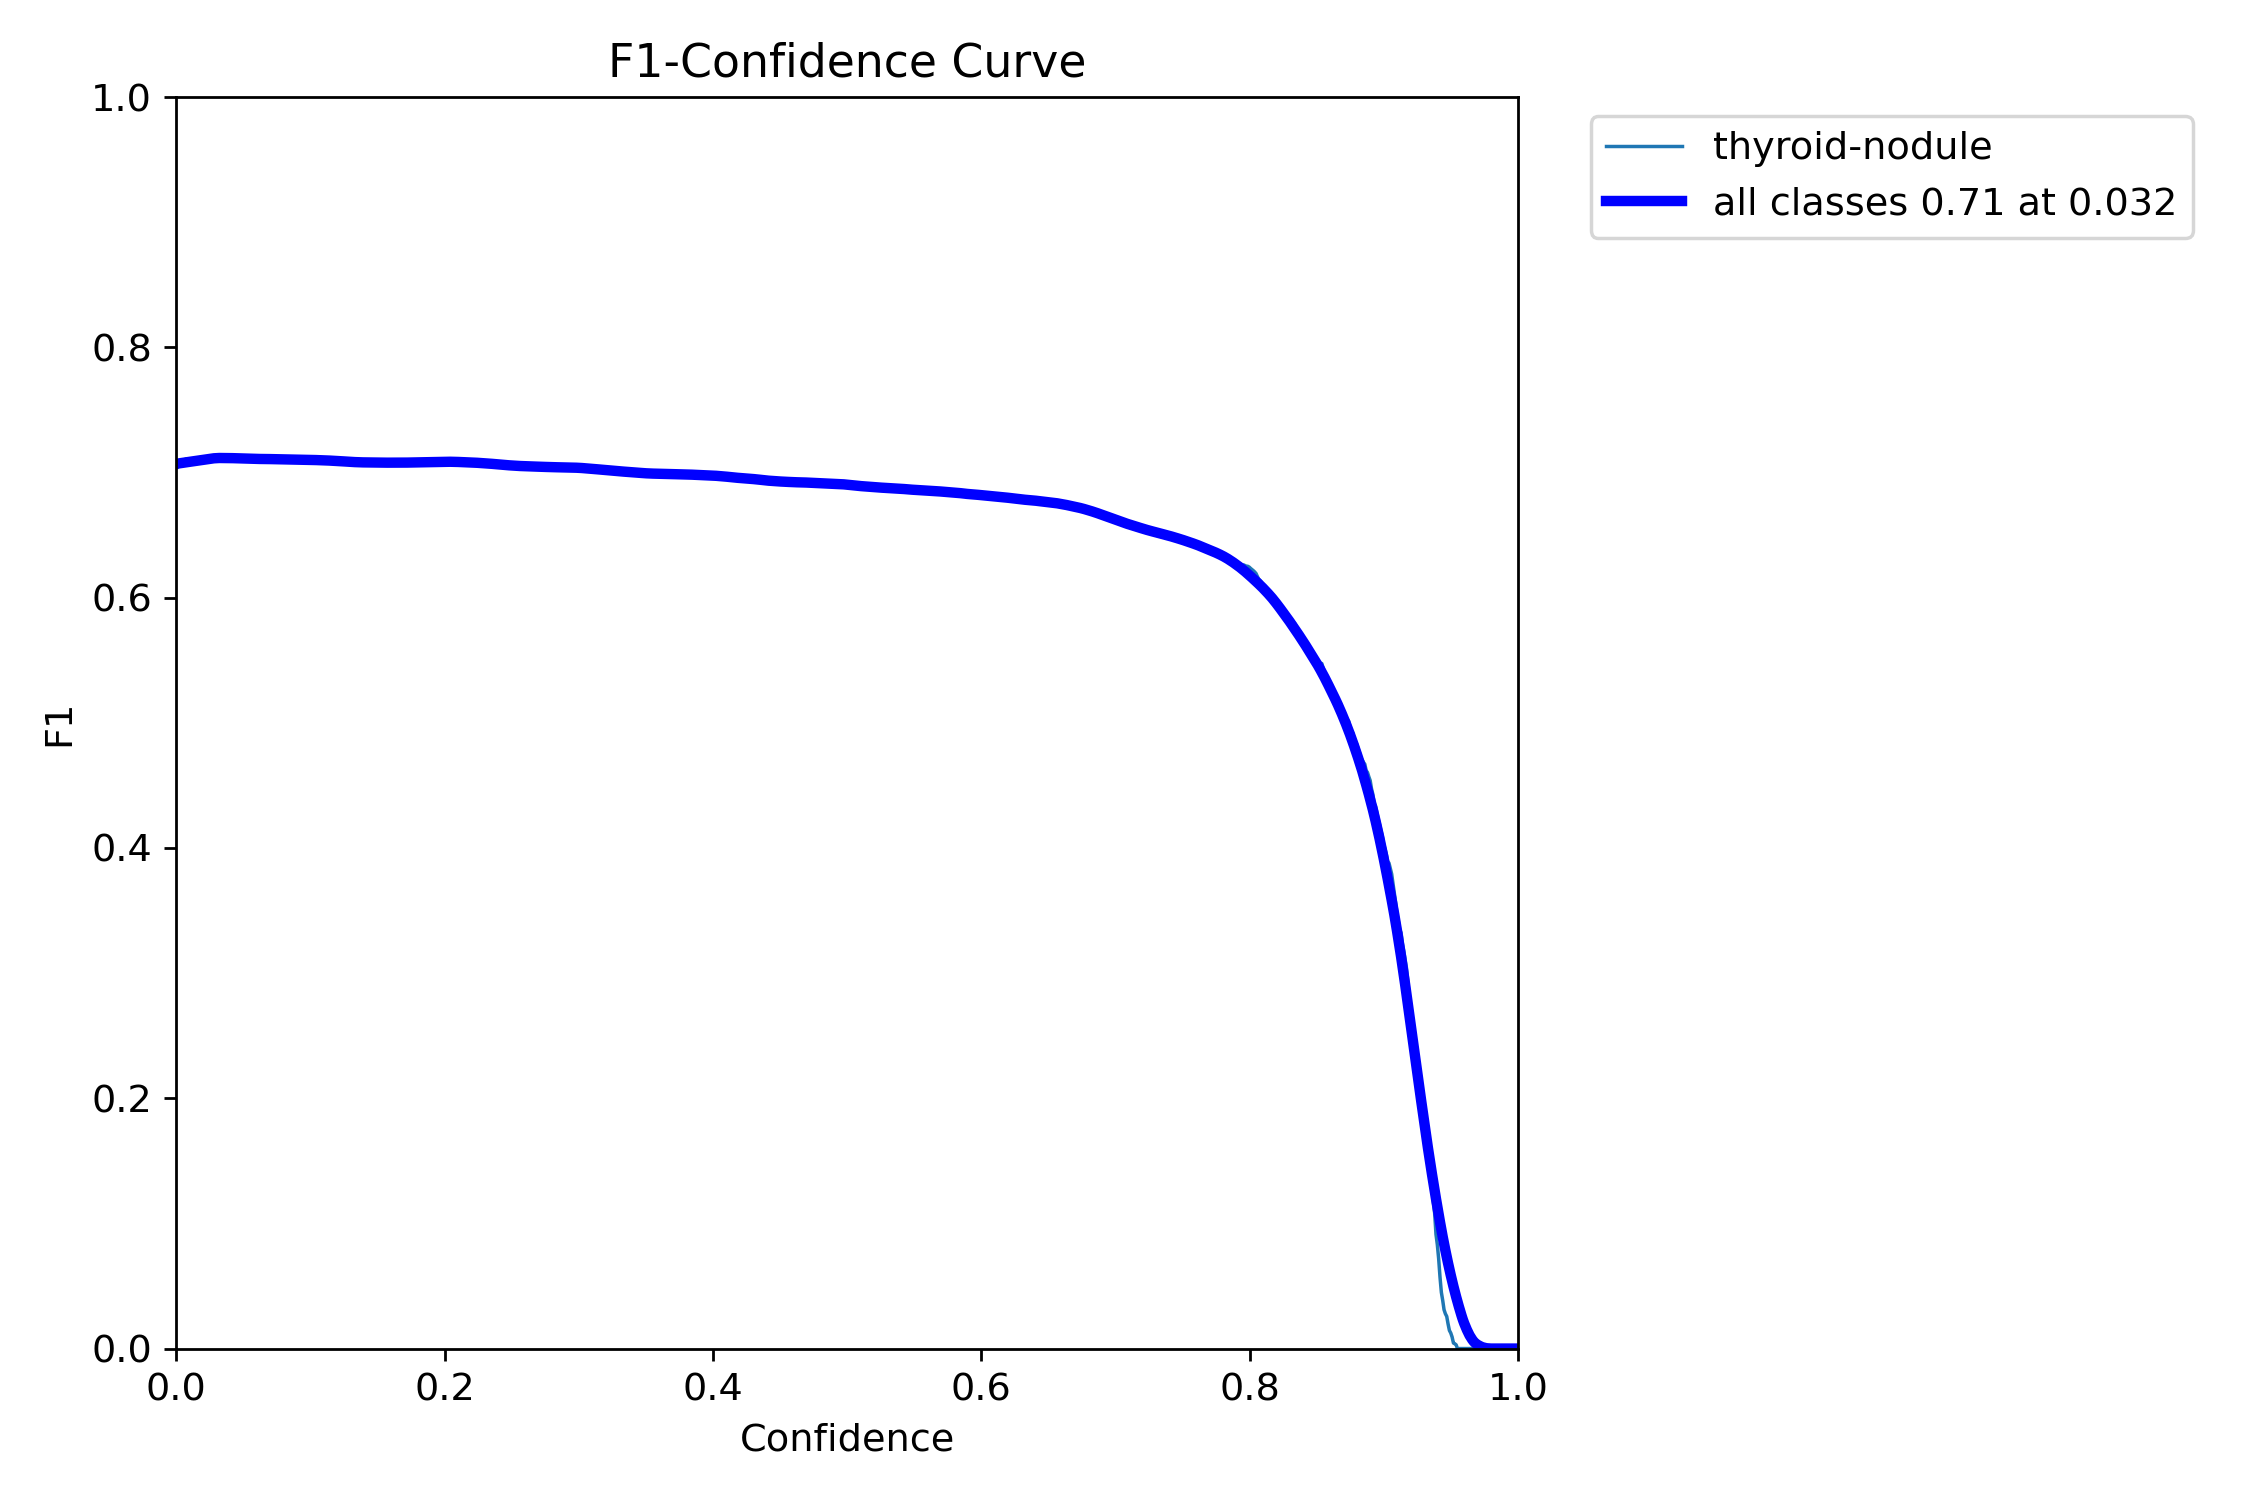 F1-Confidence Curve
1.0
0.8
0.6
0.4
0.2
0.0
F1
0.0 0.2 0.4 0.6 0.8 1.0
Confidence
thyroid-nodule
all classes 0.71 at 0.032